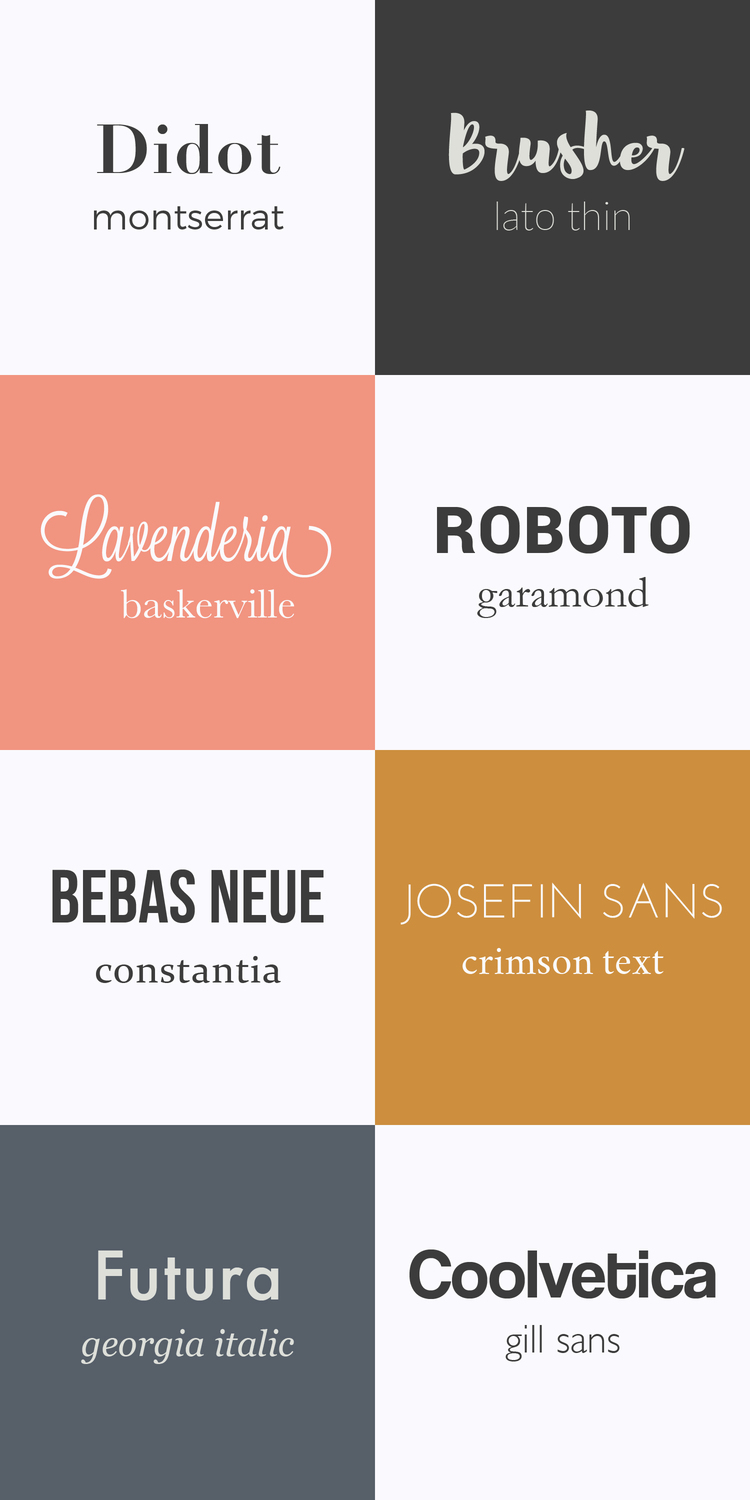 Didot
montserrat
Brusher
lato thin
Lavenderia
baskerville
ROBOTO
garamond
BEBAS NEUE
constantia
JOSEFIN SANS
crimson text
Futura
georgia italic
Coolvetica
gill sans